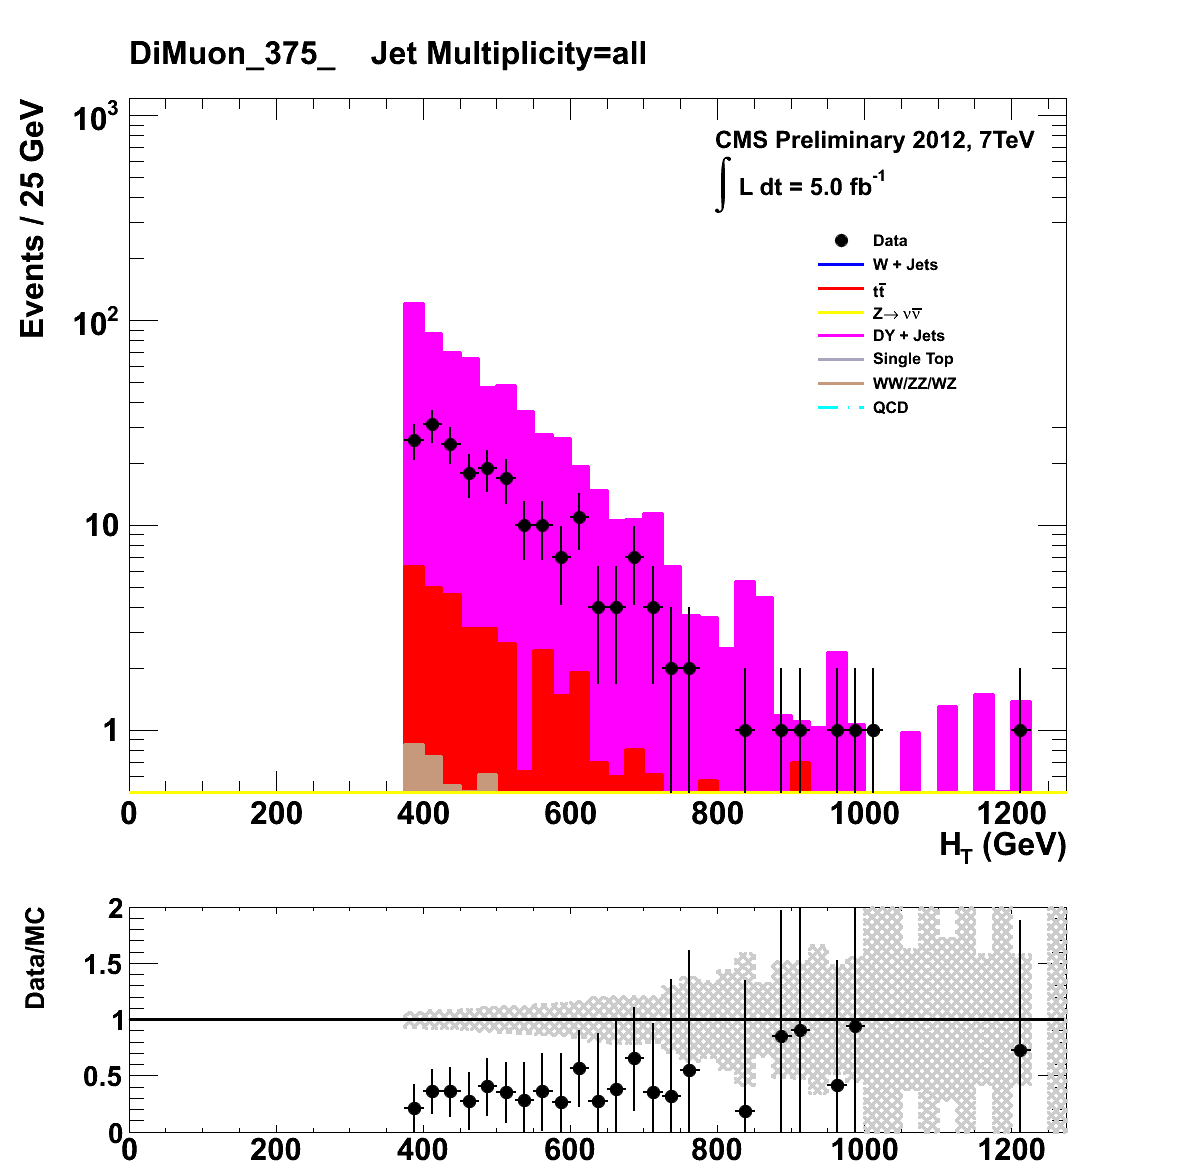 DiMuon_375_ Jet Multiplicity=all
Events / 25 GeV
10³
10²
10
1
CMS Preliminary 2012, 7TeV
∫ L dt = 5.0 fb⁻¹
Data
W + Jets
tt̅
Z→ νν̅
DY + Jets
Single Top
WW/ZZ/WZ
QCD
0 200 400 600 800 1000 1200
H_T (GeV)
Data/MC
2
1.5
1
0.5
0
0 200 400 600 800 1000 1200